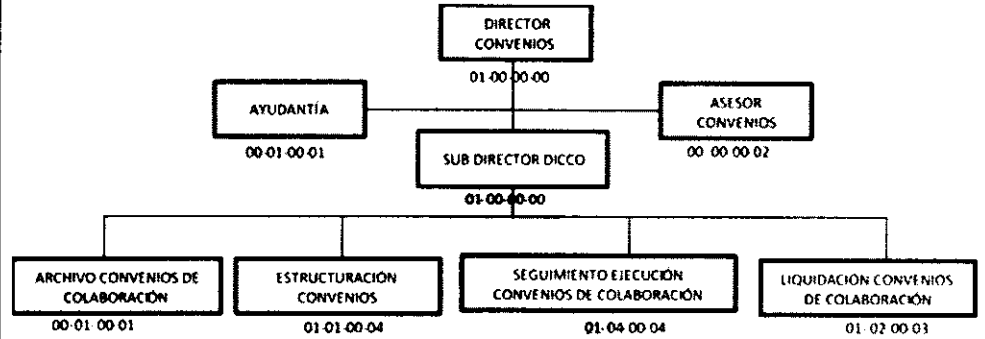 DIRECTOR
CONVENIOS
01-00-00-00
AYUDANTÍA
00-01-00-01
ASESOR
CONVENIOS
00-00-00-02
SUB DIRECTOR DICCO
01-00-00-00
ARCHIVO CONVENIOS DE
COLABORACIÓN
00-01-00-01
ESTRUCTURACIÓN
CONVENIOS
01-01-00-04
SEGUIMIENTO EJECUCIÓN
CONVENIOS DE COLABORACIÓN
01-04-00-04
LIQUIDACIÓN CONVENIOS
DE COLABORACIÓN
01-02-00-03